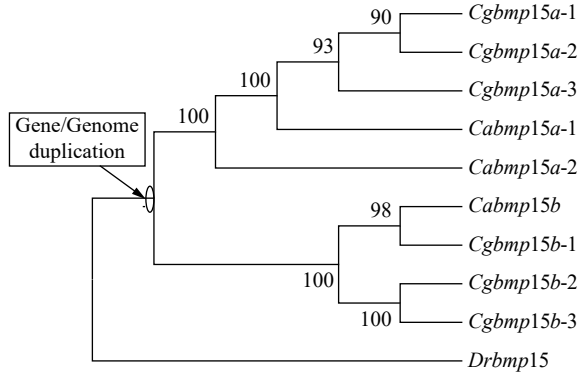 90
Cgbmp15a-1
93
Cgbmp15a-2
100
Cgbmp15a-3
100
Cabmp15a-1
Gene/Genome
duplication
Cabmp15a-2
98
Cabmp15b
Cgbmp15b-1
100
Cgbmp15b-2
100
Cgbmp15b-3
Drbmp15